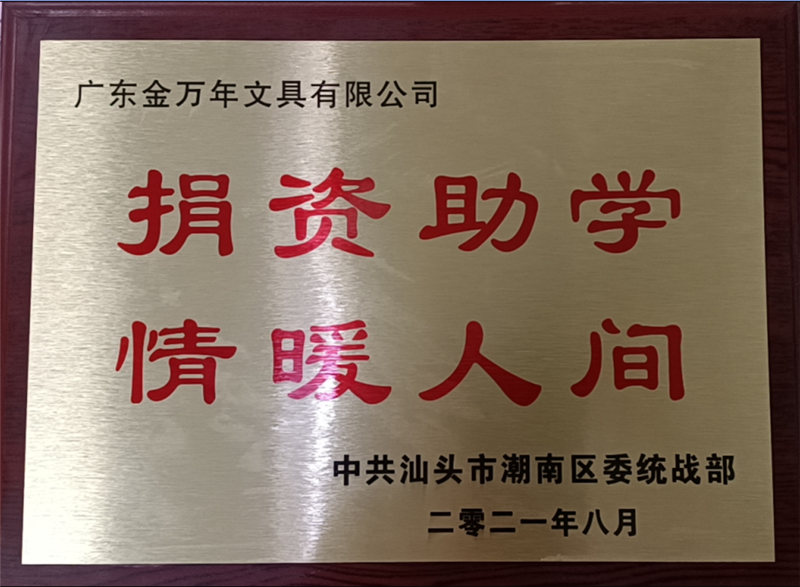 广东金万年文具有限公司
捐资助学
情暖人间
中共汕头市潮南区委统战部
二零二一年八月